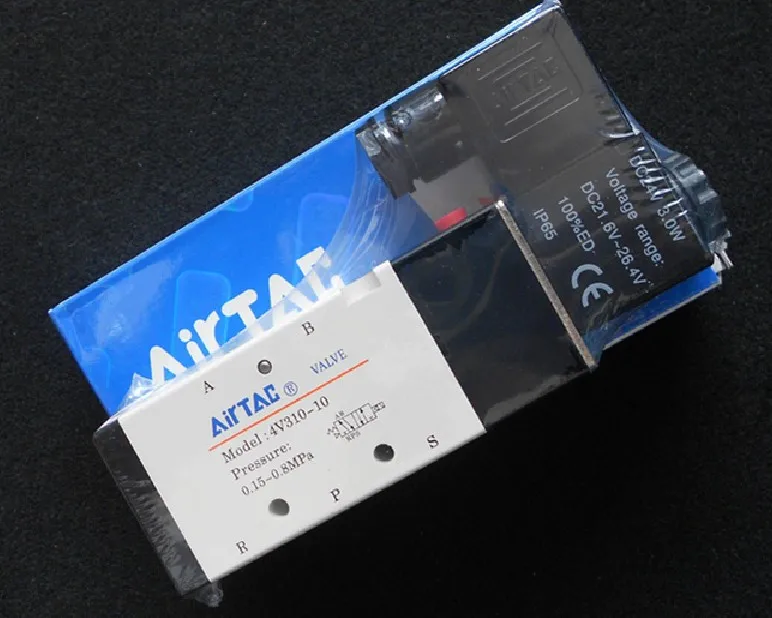 AirTAC
DC24V 3.0W
Voltage range:
DC21.6V~26.4V
100%ED
IP65
CE
A
B
AirTAC ® VALVE
Model: 4V310-10
Pressure:
0.15~0.8MPa
R
P
S